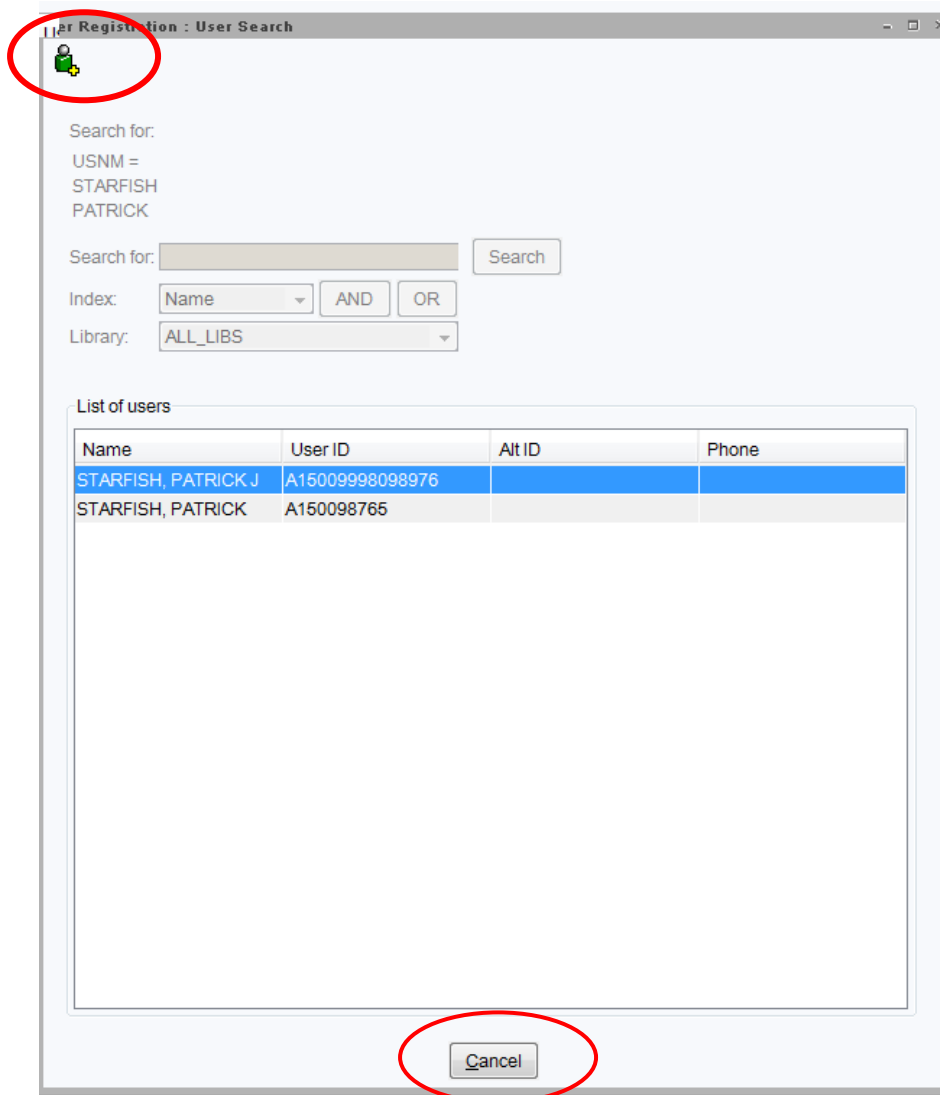 er Registration : User Search
Search for:
USNM =
STARFISH
PATRICK
Search for: Search
Index: Name AND OR
Library: ALL_LIBS
List of users
Name User ID Alt ID Phone
STARFISH, PATRICK J A15009998098976
STARFISH, PATRICK A150098765
Cancel